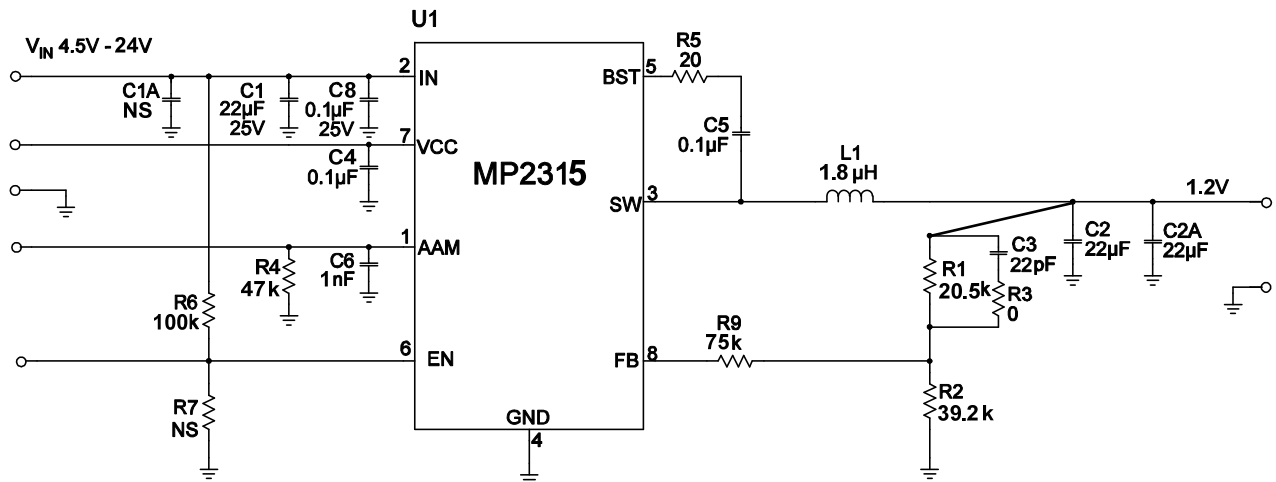 U1
V_IN 4.5V - 24V
C1A
NS
C1
22µF
25V
C8
0.1µF
25V
2
IN
7
VCC
C4
0.1µF
1
AAM
R4
47k
C6
1nF
R6
100k
6
EN
R7
NS
MP2315
GND
4
BST
5
R5
20
C5
0.1µF
SW
3
L1
1.8 µH
1.2V
C2
22µF
C2A
22µF
C3
22pF
R1
20.5k
R3
0
R9
75k
FB
8
R2
39.2k